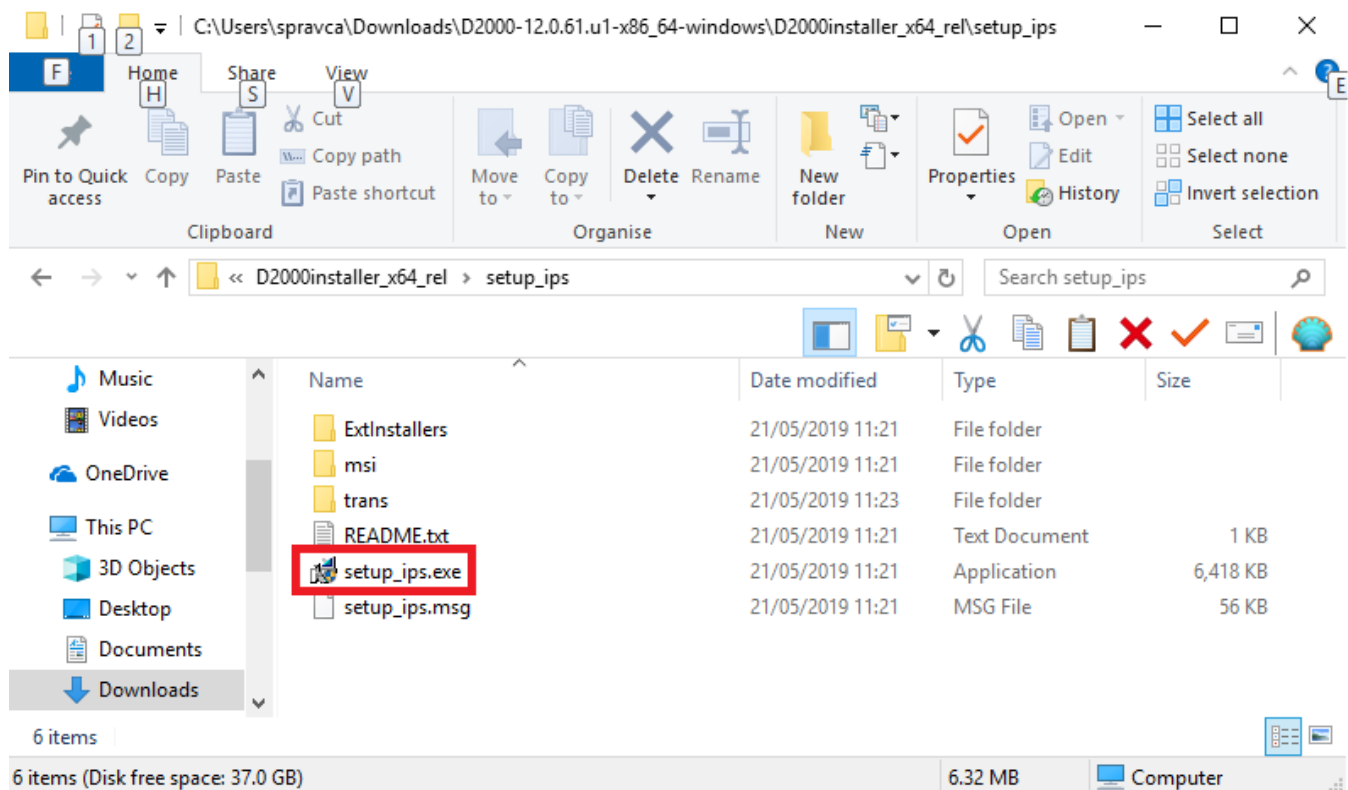 C:\Users\spravca\Downloads\D2000-12.0.61.u1-x86_64-windows\D2000installer_x64_rel\setup_ips
1 2
F Home Share View
H S V E
Cut
Copy path
Paste shortcut
Pin to Quick access
Copy
Paste
Move to
Copy to
Delete
Rename
New folder
Properties
Open
Edit
History
Select all
Select none
Invert selection
Clipboard Organise New Open Select
« D2000installer_x64_rel > setup_ips Search setup_ips
Music
Videos
OneDrive
This PC
3D Objects
Desktop
Documents
Downloads
Name Date modified Type Size
ExtInstallers 21/05/2019 11:21 File folder
msi 21/05/2019 11:21 File folder
trans 21/05/2019 11:23 File folder
README.txt 21/05/2019 11:21 Text Document 1 KB
setup_ips.exe 21/05/2019 11:21 Application 6,418 KB
setup_ips.msg 21/05/2019 11:21 MSG File 56 KB
6 items
6 items (Disk free space: 37.0 GB) 6.32 MB Computer